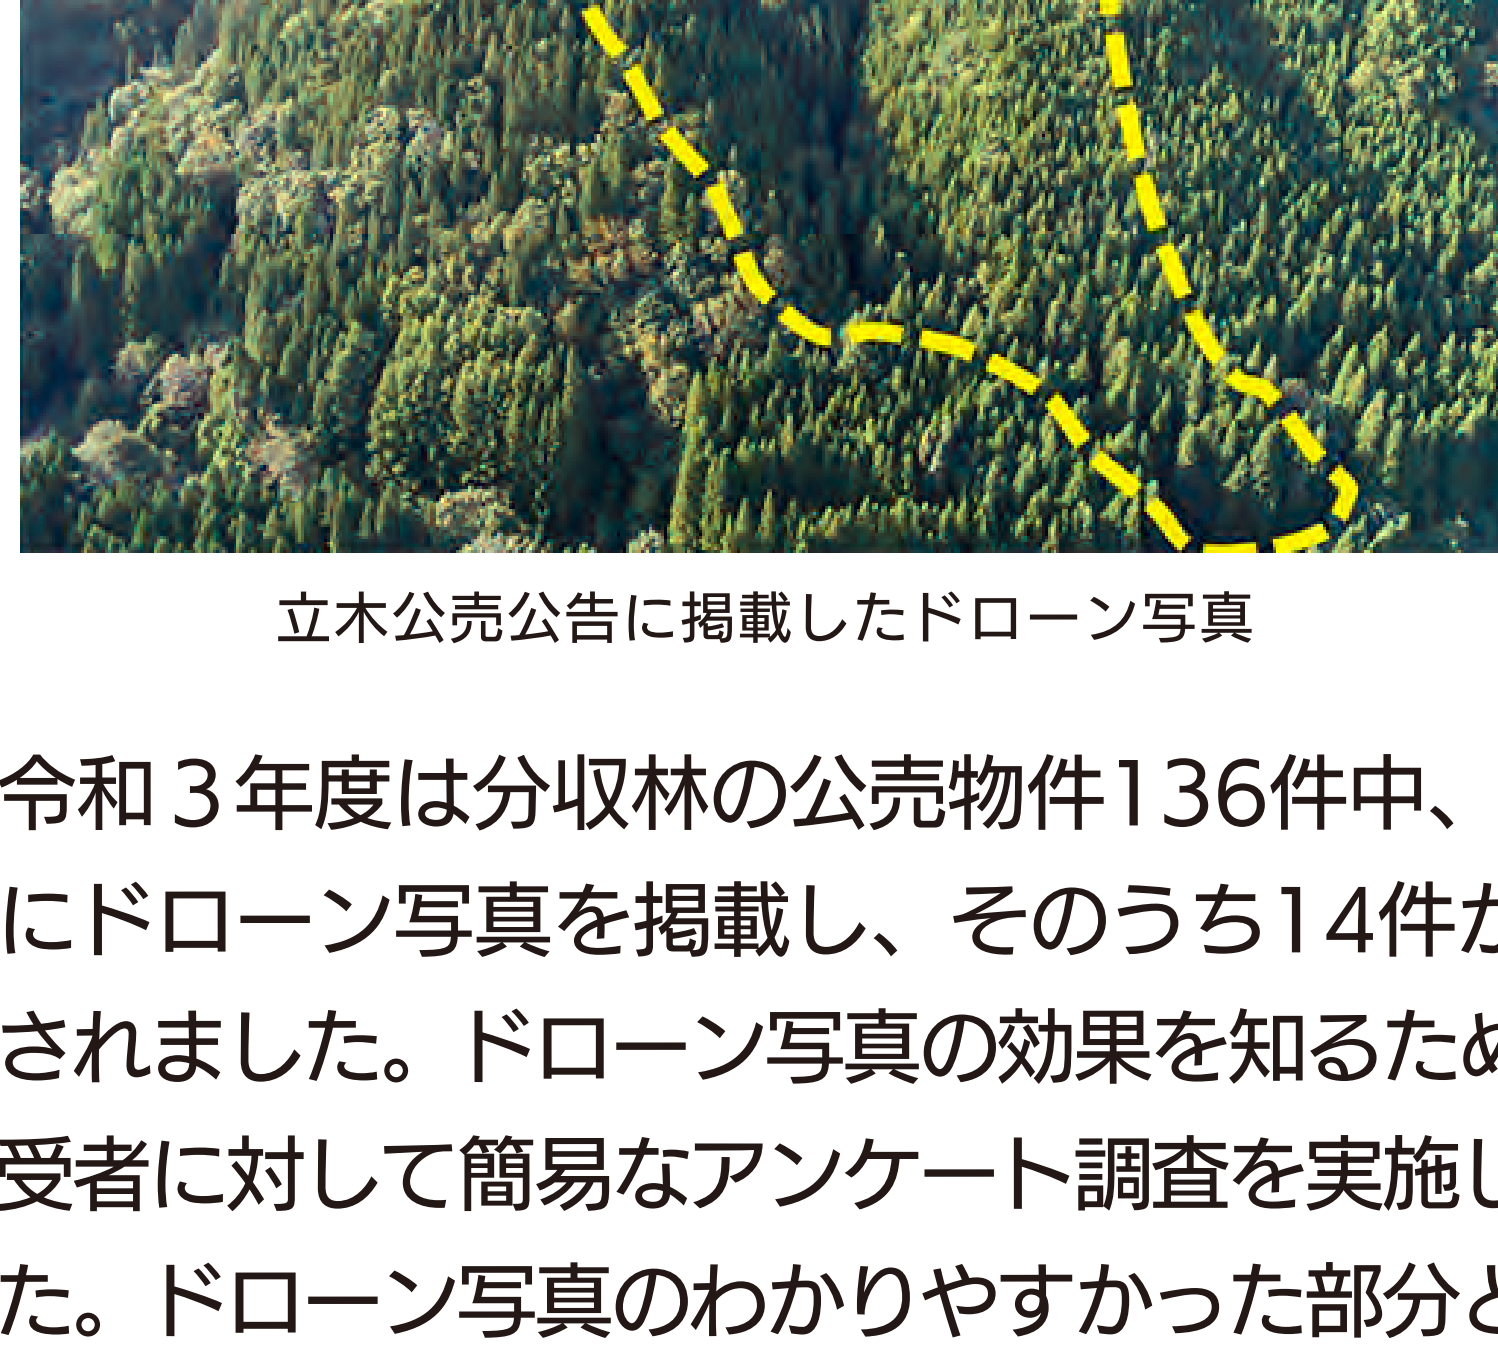 立木公売公告に掲載したドローン写真
令和3年度は分収林の公売物件136件中、
にドローン写真を掲載し、そのうち14件が
されました。ドローン写真の効果を知るため
受者に対して簡易なアンケート調査を実施し
た。ドローン写真のわかりやすかった部分と